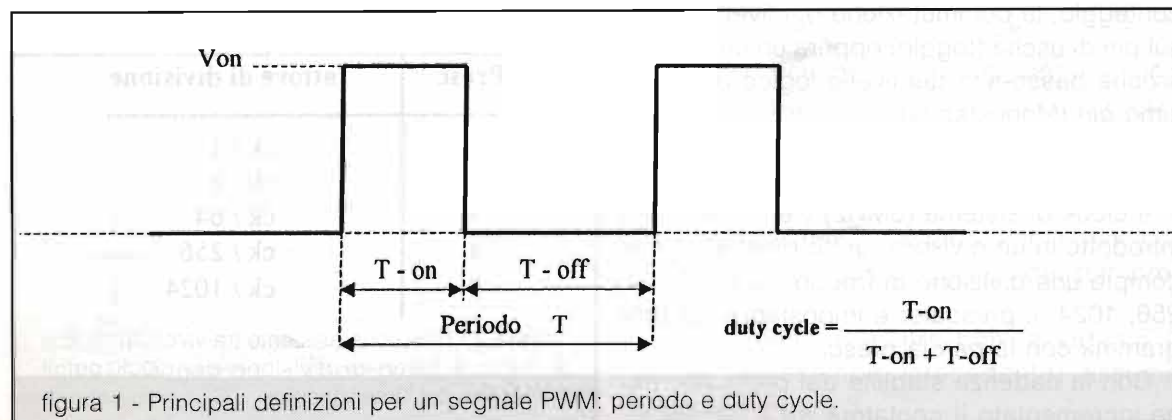 Von
T - on
T - off
Periodo T
duty cycle = T-on
T-on + T-off
figura 1 - Principali definizioni per un segnale PWM: periodo e duty cycle.